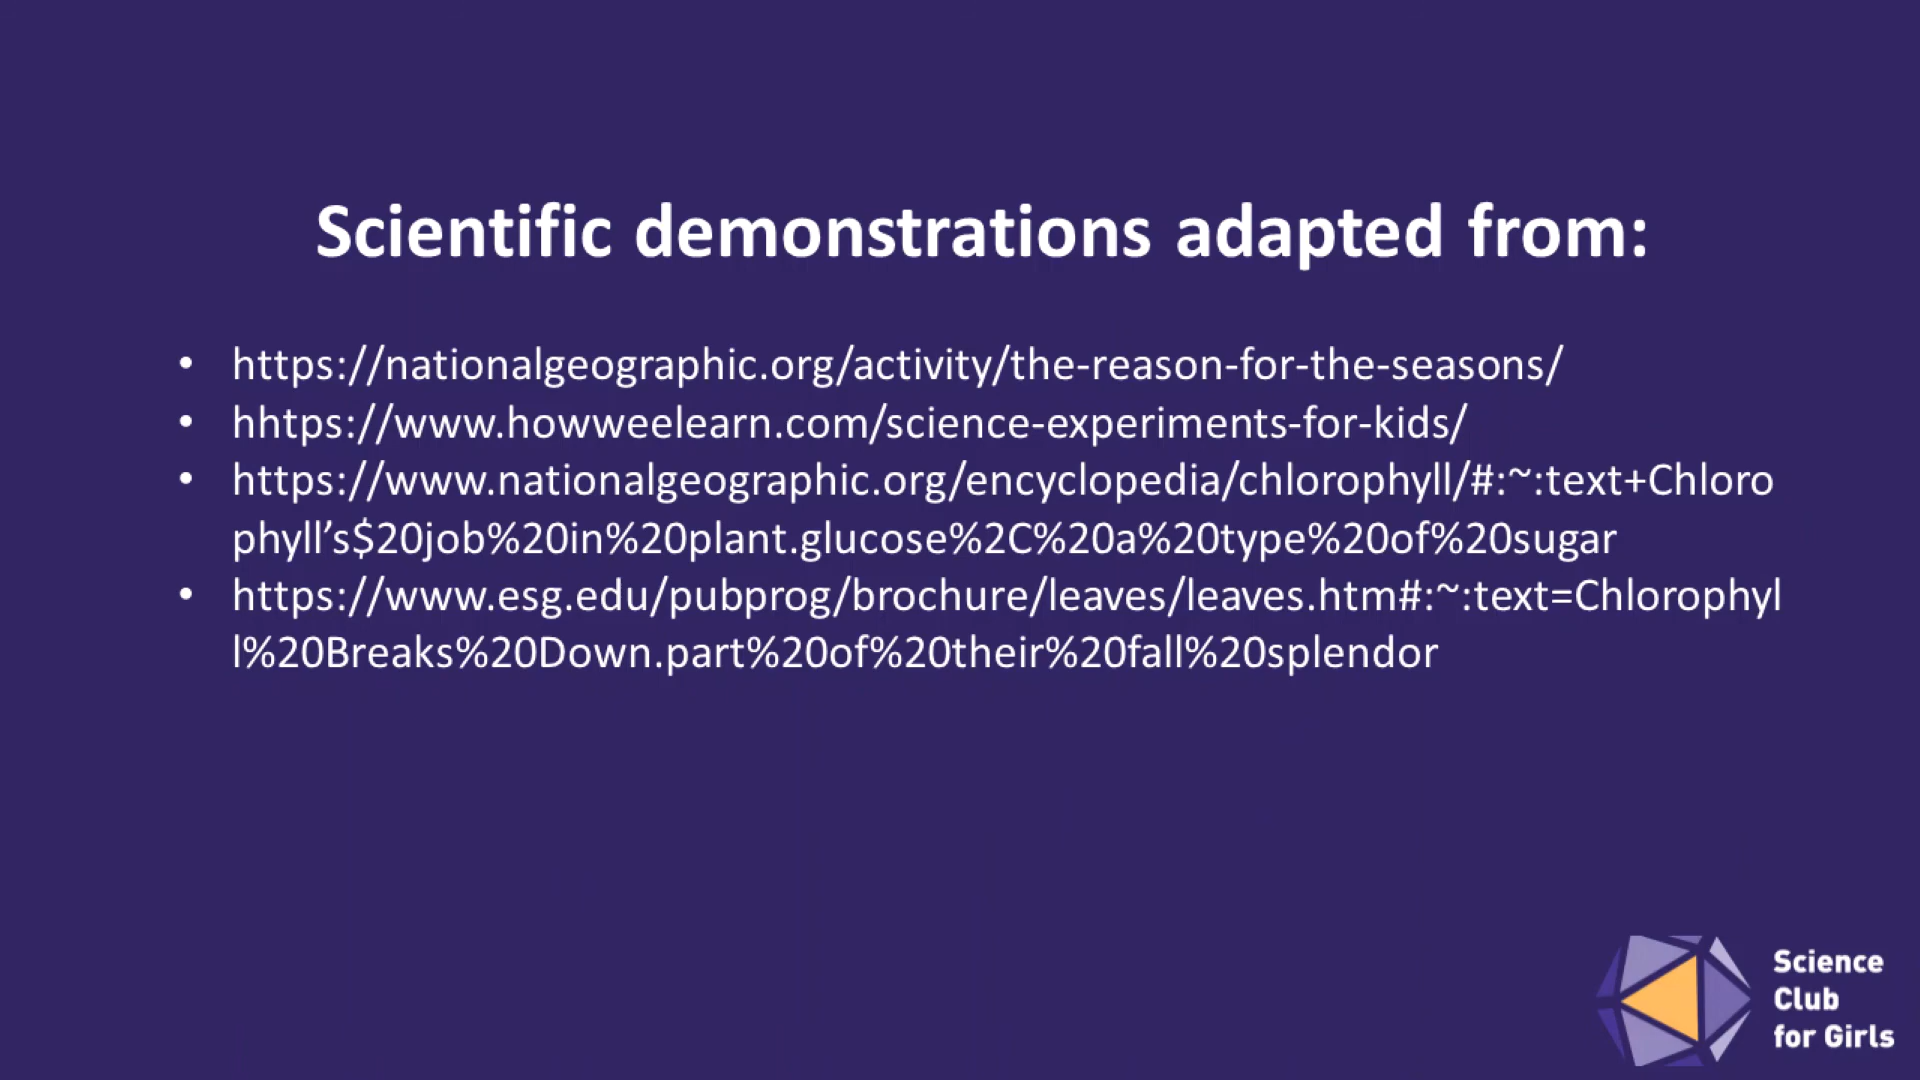 Scientific demonstrations adapted from:
• https://nationalgeographic.org/activity/the-reason-for-the-seasons/
• hhtps://www.howweelearn.com/science-experiments-for-kids/
• https://www.nationalgeographic.org/encyclopedia/chlorophyll/#:~:text+Chloro
phyll’s$20job%20in%20plant.glucose%2C%20a%20type%20of%20sugar
• https://www.esg.edu/pubprog/brochure/leaves/leaves.htm#:~:text=Chlorophyl
l%20Breaks%20Down.part%20of%20their%20fall%20splendor
Science
Club
for Girls